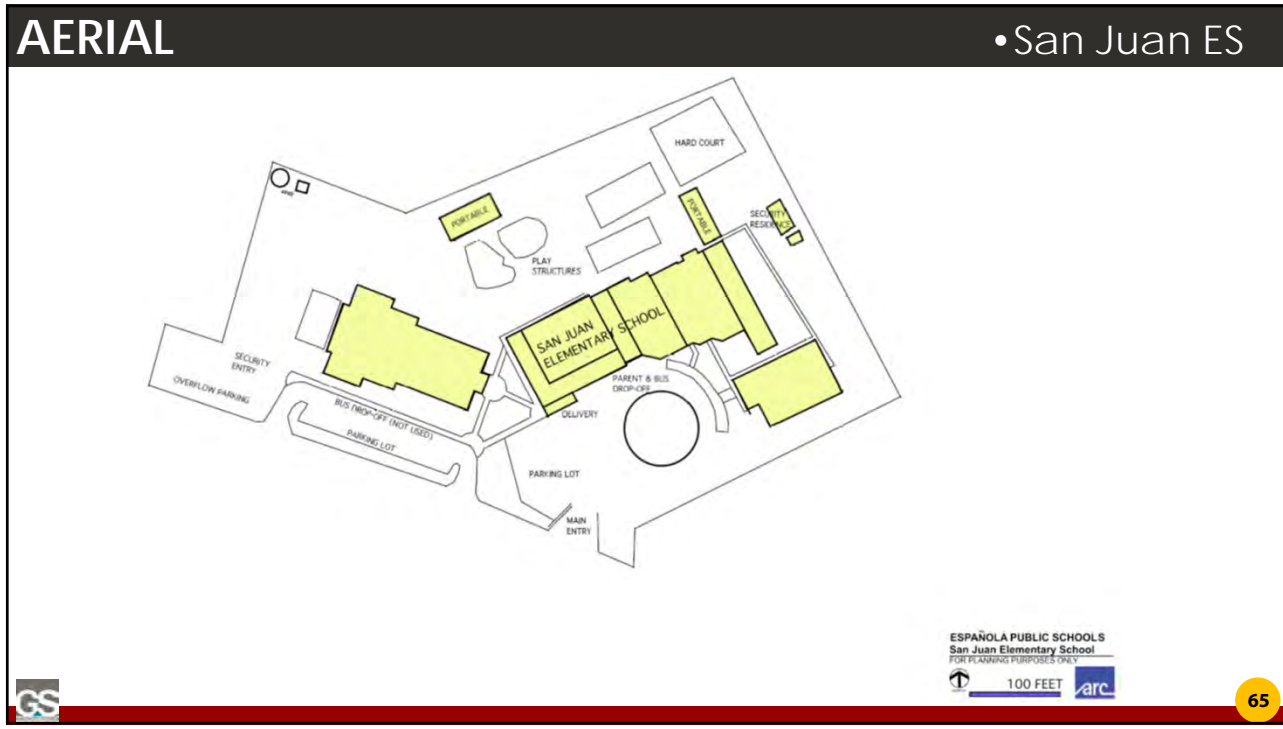 AERIAL
•San Juan ES
HARD COURT
PORTABLE
PORTABLE
SECURITY
RESIDENCE
PLAY
STRUCTURES
SAN JUAN
ELEMENTARY SCHOOL
SECURITY
ENTRY
OVERFLOW PARKING
PARENT & BUS
DROP-OFF
BUS DROP-OFF (NOT USED)
DELIVERY
PARKING LOT
PARKING LOT
MAIN
ENTRY
ESPAÑOLA PUBLIC SCHOOLS
San Juan Elementary School
FOR PLANNING PURPOSES ONLY
100 FEET
arc
GS
65